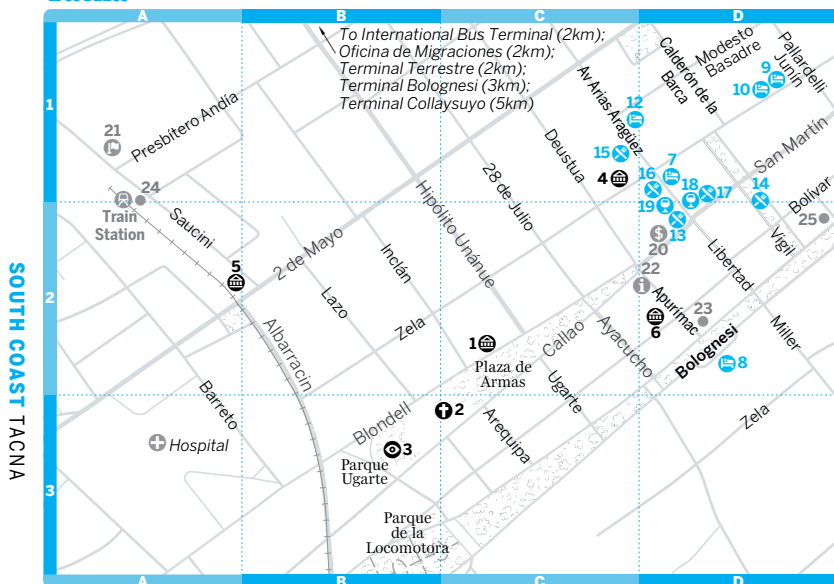 A
B
C
D
To International Bus Terminal (2km);
Oficina de Migraciones (2km);
Terminal Terrestre (2km);
Terminal Bolognesi (3km);
Terminal Collaysuyo (5km)
Modesto
Basadre
Pallardelli
Junín
9
10
Calderón de la
Barca
Av Arias Araguëz
12
1
21
Presbítero Andía
15
4
Deustua
7
16
18
17
14
San Martín
19
13
Bolívar
25
24
Train
Station
Saucini
28 de Julio
Hipólito Unánue
20
22
Libertad
Vigil
SOUTH COAST TACNA
2
5
2 de Mayo
Inclán
Lazo
Zela
Albarracin
1
Plaza de
Armas
Callao
Ayacucho
Apurímac
6
23
Bolognesi
8
Miller
Barreto
Blondell
2
Arequipa
Ugarte
Zela
Hospital
3
3
Parque
Ugarte
Parque
de la
Locomotora
A
B
C
D